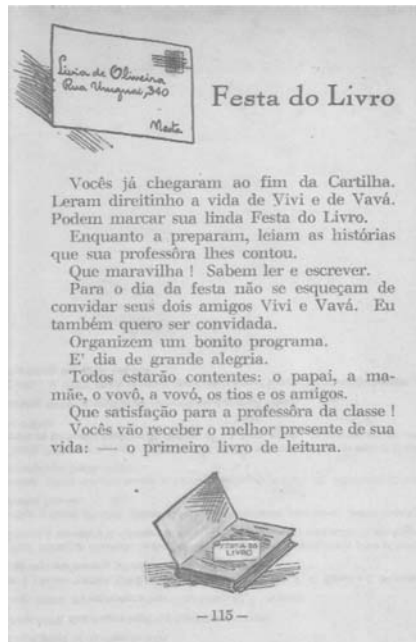 Livia de Oliveira
Rua Uruguai, 340
Nesta
Festa do Livro
Vocês já chegaram ao fim da Cartilha.
Leram direitinho a vida de Vivi e de Vavá.
Podem marcar sua linda Festa do Livro.
Enquanto a preparam, leiam as histórias
que sua professôra lhes contou.
Que maravilha ! Sabem ler e escrever.
Para o dia da festa não se esqueçam de
convidar seus dois amigos Vivi e Vavá. Eu
também quero ser convidada.
Organizem um bonito programa.
E' dia de grande alegria.
Todos estarão contentes: o papai, a ma-
mãe, o vovô, a vovó, os tios e os amigos.
Que satisfação para a professôra da classe !
Vocês vão receber o melhor presente de sua
vida: — o primeiro livro de leitura.
FESTA DO
LIVRO
— 115 —